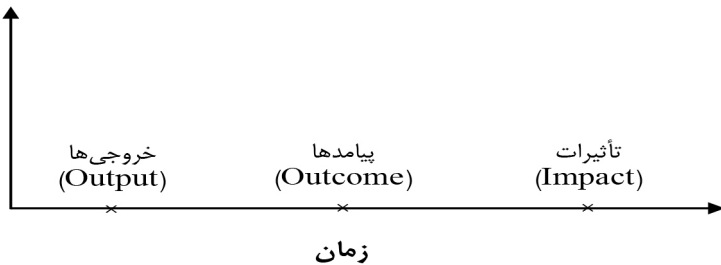 خروجی‌ها
(Output)
پیامدها
(Outcome)
تأثیرات
(Impact)
زمان